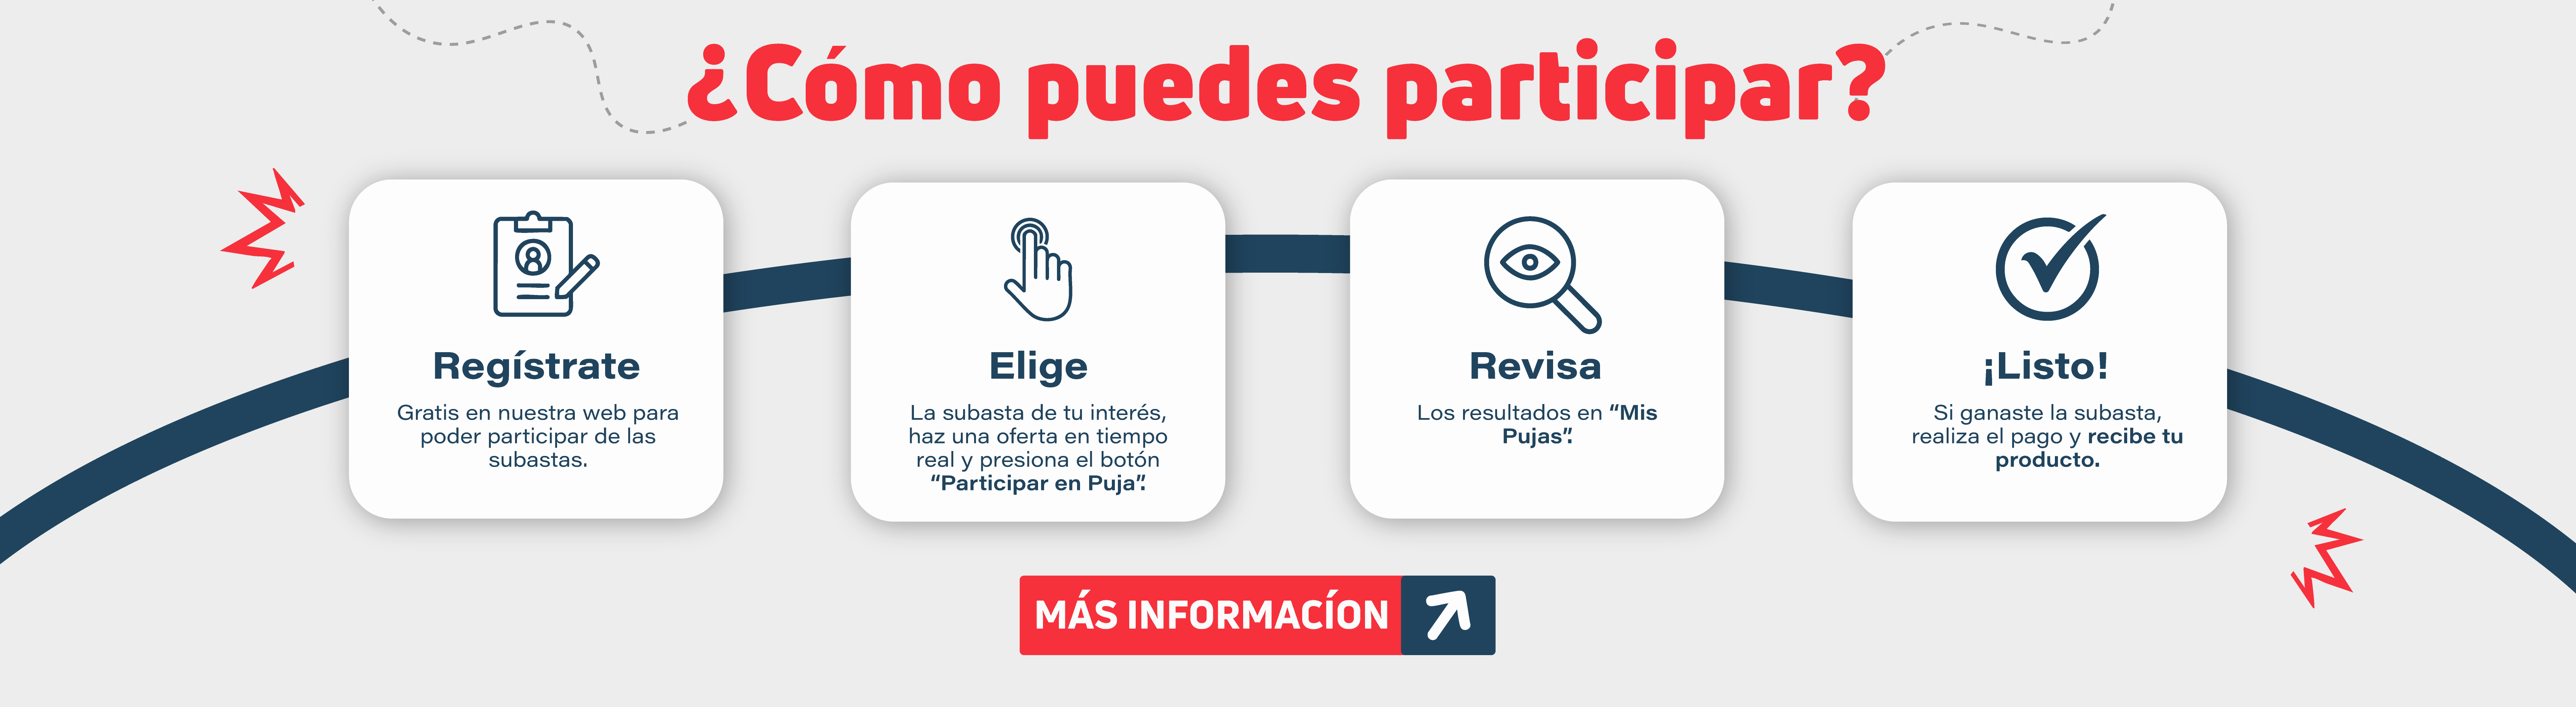 ¿Cómo puedes participar?
Regístrate
Gratis en nuestra web para
poder participar de las
subastas.
Elige
La subasta de tu interés,
haz una oferta en tiempo
real y presiona el botón
“Participar en Puja”.
Revisa
Los resultados en “Mis
Pujas”.
¡Listo!
Si ganaste la subasta,
realiza el pago y recibe tu
producto.
MÁS INFORMACÍON